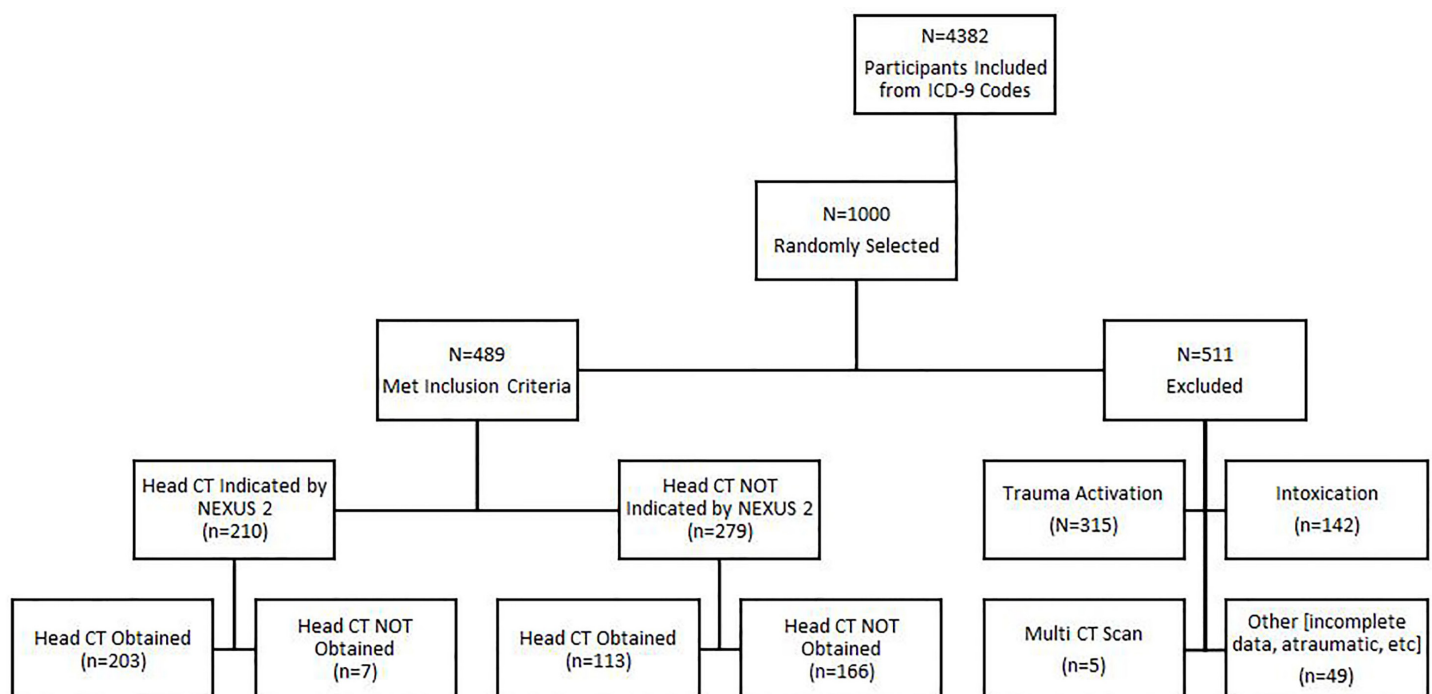 N=4382
Participants Included
from ICD-9 Codes
N=1000
Randomly Selected
N=489
Met Inclusion Criteria
N=511
Excluded
Head CT Indicated by
NEXUS 2
(n=210)
Head CT NOT
Indicated by NEXUS 2
(n=279)
Trauma Activation
(N=315)
Intoxication
(n=142)
Head CT Obtained
(n=203)
Head CT NOT
Obtained
(n=7)
Head CT Obtained
(n=113)
Head CT NOT
Obtained
(n=166)
Multi CT Scan
(n=5)
Other [incomplete
data, atraumatic, etc]
(n=49)